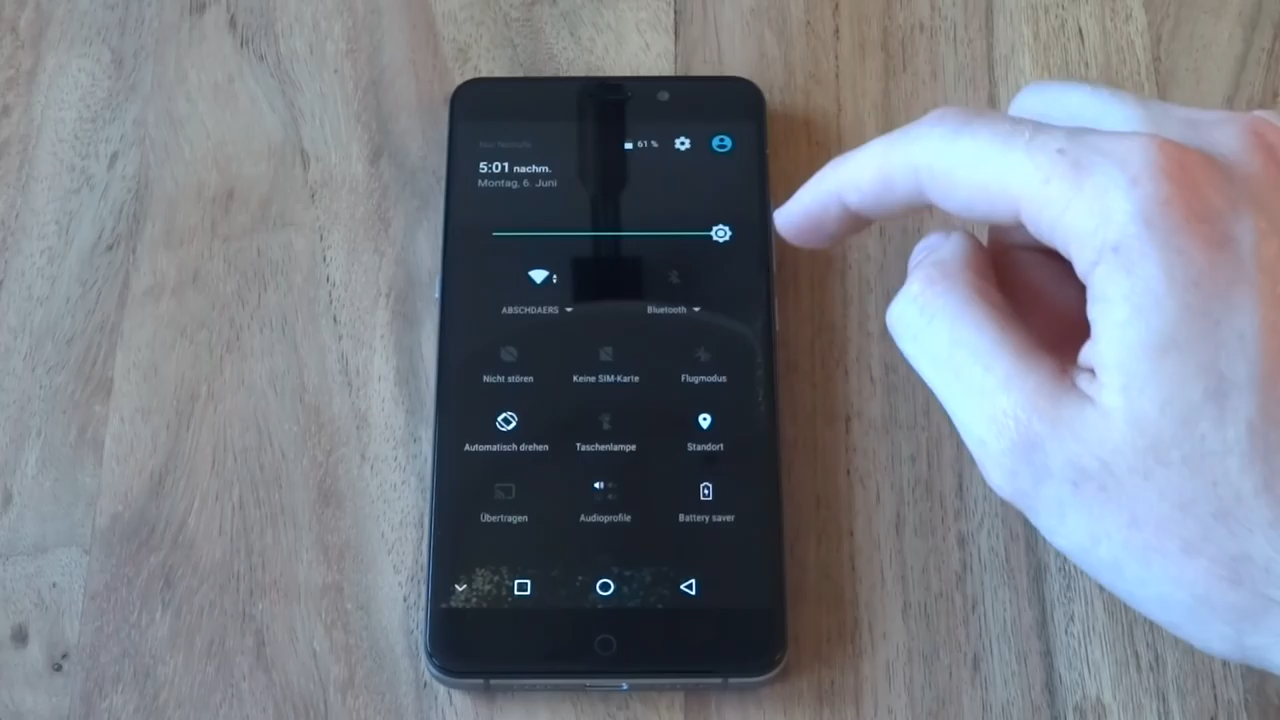 61 %
5:01 nachm.
Montag, 6. Juni
ABSCHDAERS
Bluetooth
Nicht stören
Keine SIM-Karte
Flugmodus
Automatisch drehen
Taschenlampe
Standort
Übertragen
Audioprofile
Battery saver